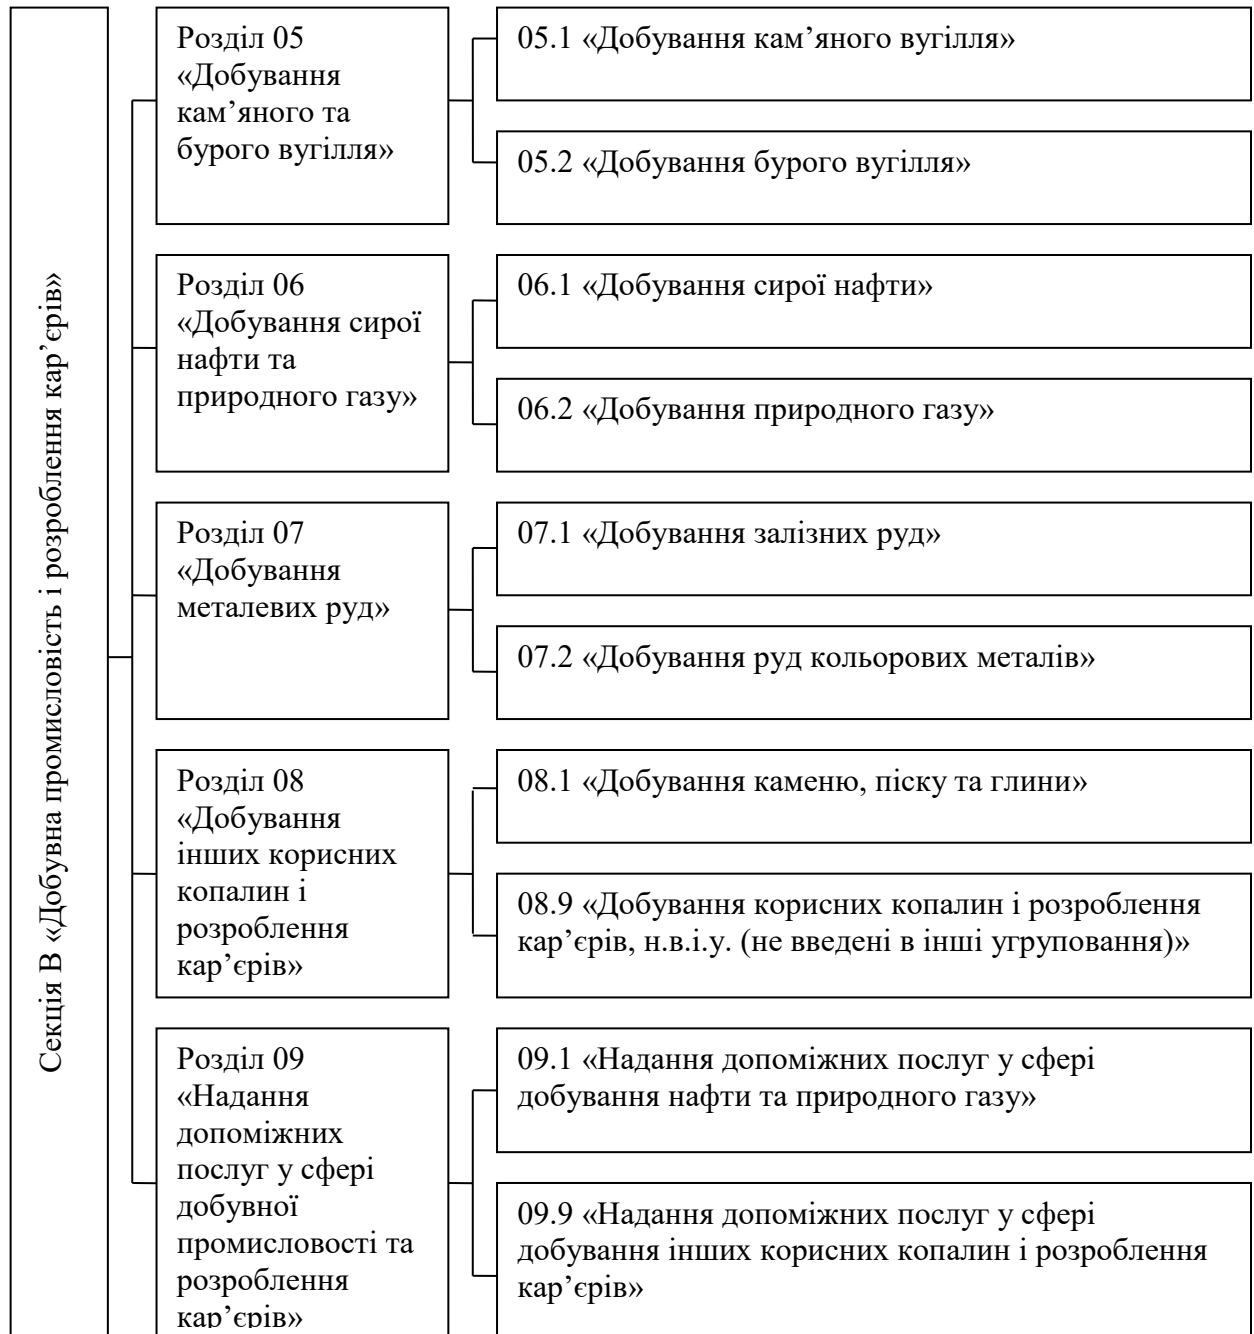 Секція B «Добувна промисловість і розроблення кар’єрів»
Розділ 05
«Добування
кам’яного та
бурого вугілля»
05.1 «Добування кам’яного вугілля»
05.2 «Добування бурого вугілля»
Розділ 06
«Добування сирої
нафти та
природного газу»
06.1 «Добування сирої нафти»
06.2 «Добування природного газу»
Розділ 07
«Добування
металевих руд»
07.1 «Добування залізних руд»
07.2 «Добування руд кольорових металів»
Розділ 08
«Добування
інших корисних
копалин і
розроблення
кар’єрів»
08.1 «Добування каменю, піску та глини»
08.9 «Добування корисних копалин і розроблення
кар’єрів, н.в.і.у. (не введені в інші угруповання)»
Розділ 09
«Надання
допоміжних
послуг у сфері
добувної
промисловості та
розроблення
кар’єрів»
09.1 «Надання допоміжних послуг у сфері
добування нафти та природного газу»
09.9 «Надання допоміжних послуг у сфері
добування інших корисних копалин і розроблення
кар’єрів»